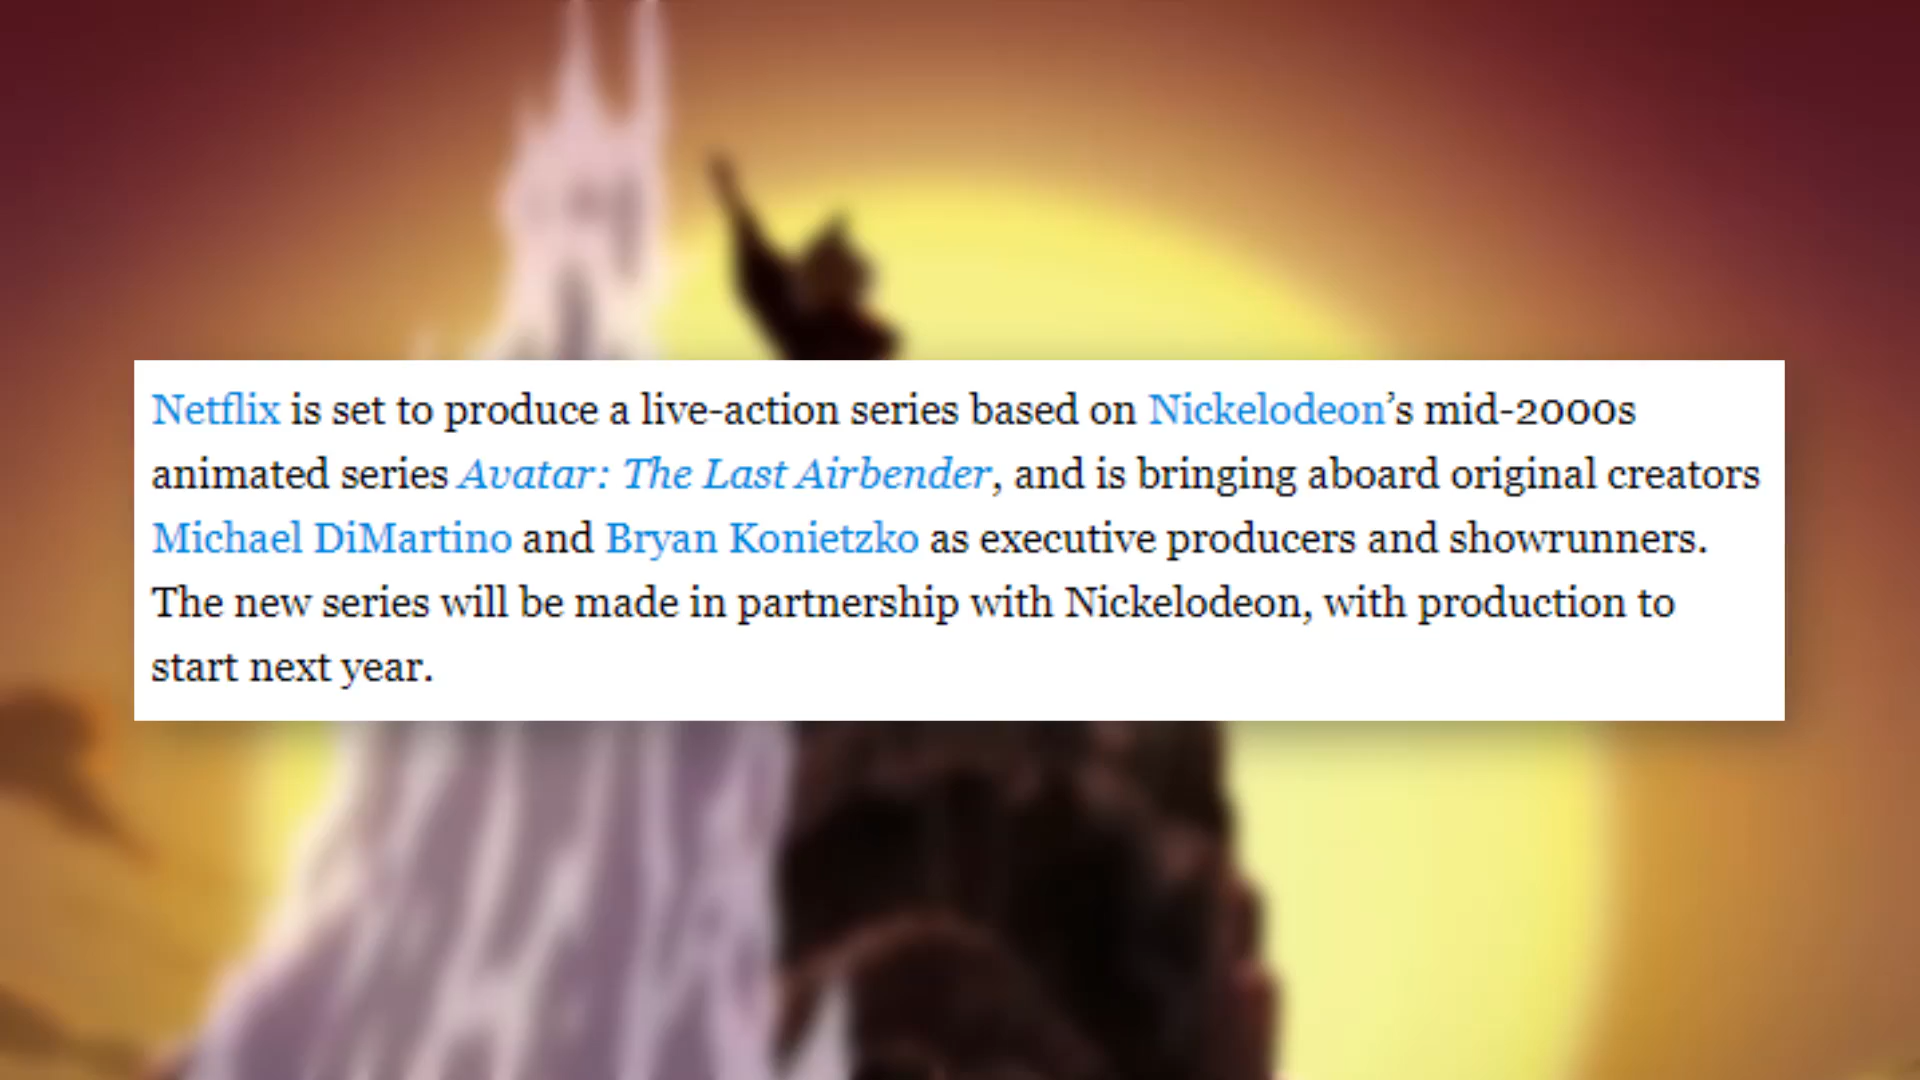 Netflix is set to produce a live-action series based on Nickelodeon’s mid-2000s
animated series Avatar: The Last Airbender, and is bringing aboard original creators
Michael DiMartino and Bryan Konietzko as executive producers and showrunners.
The new series will be made in partnership with Nickelodeon, with production to
start next year.